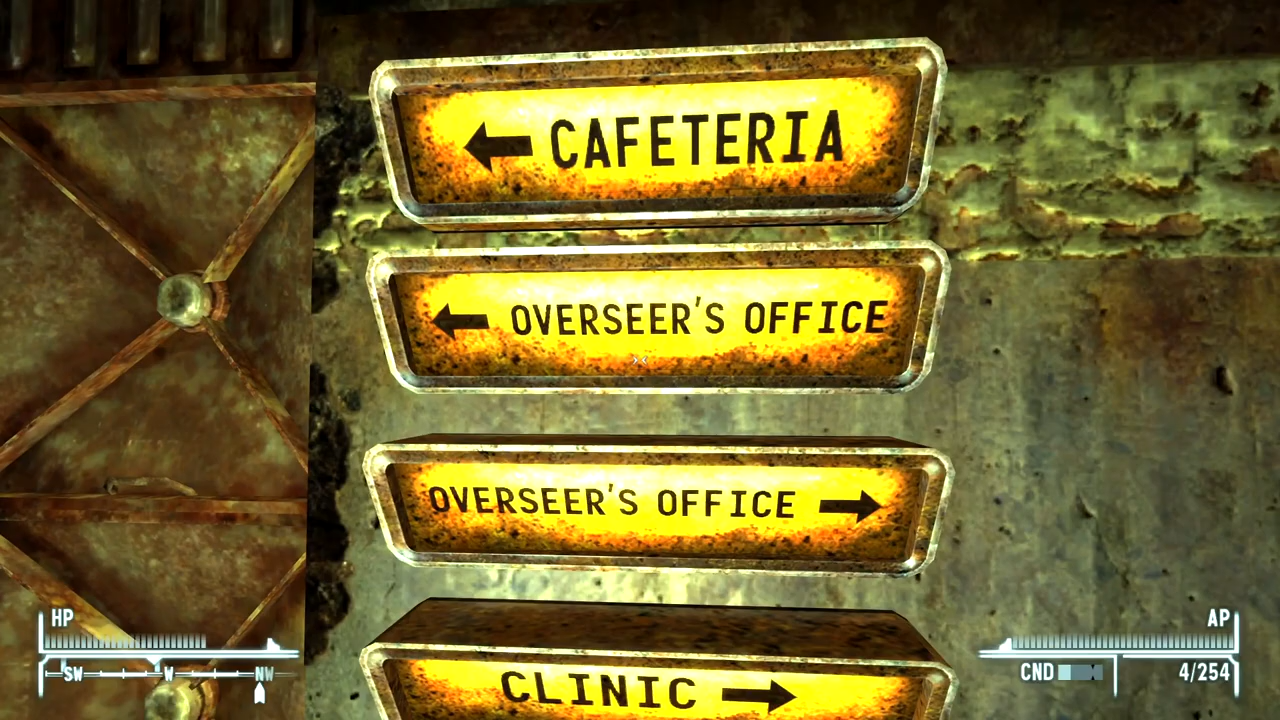 ← CAFETERIA
← OVERSEER'S OFFICE
OVERSEER'S OFFICE →
CLINIC →
HP
SW W NW
AP
CND 4/254